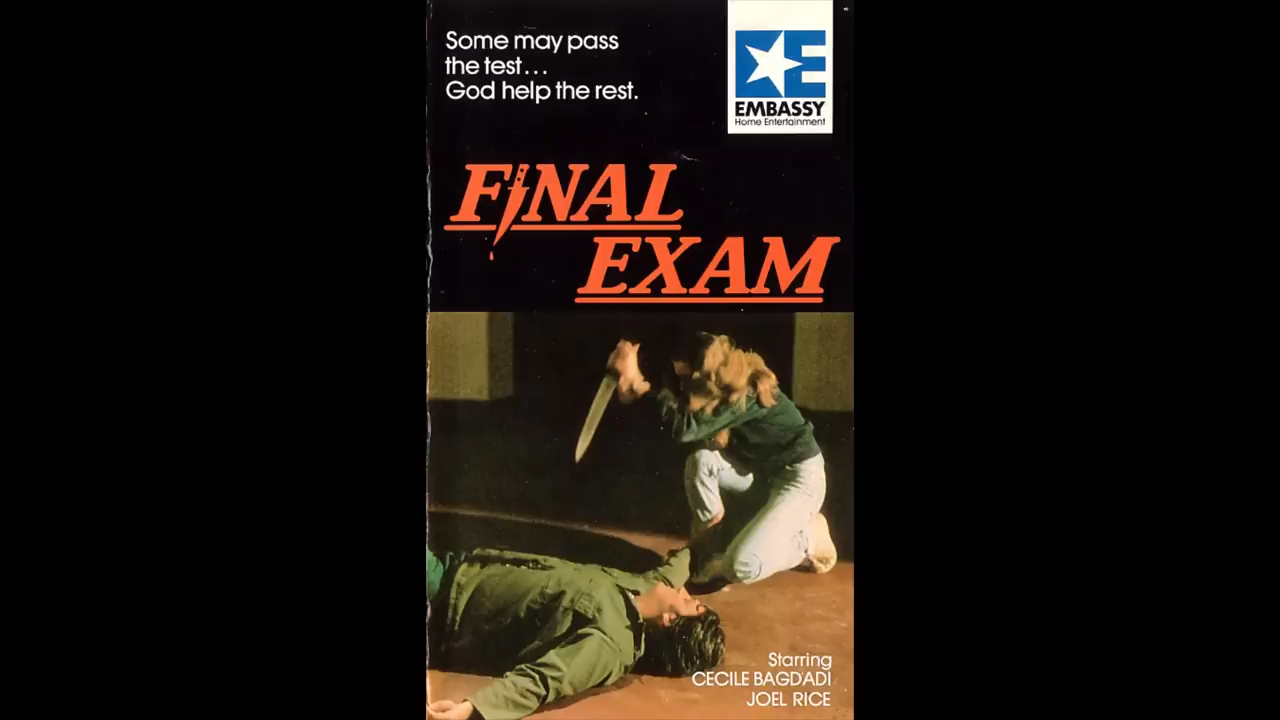 Some may pass
the test...
God help the rest.
EMBASSY
Home Entertainment
FINAL
EXAM
Starring
CECILE BAGDADI
JOEL RICE